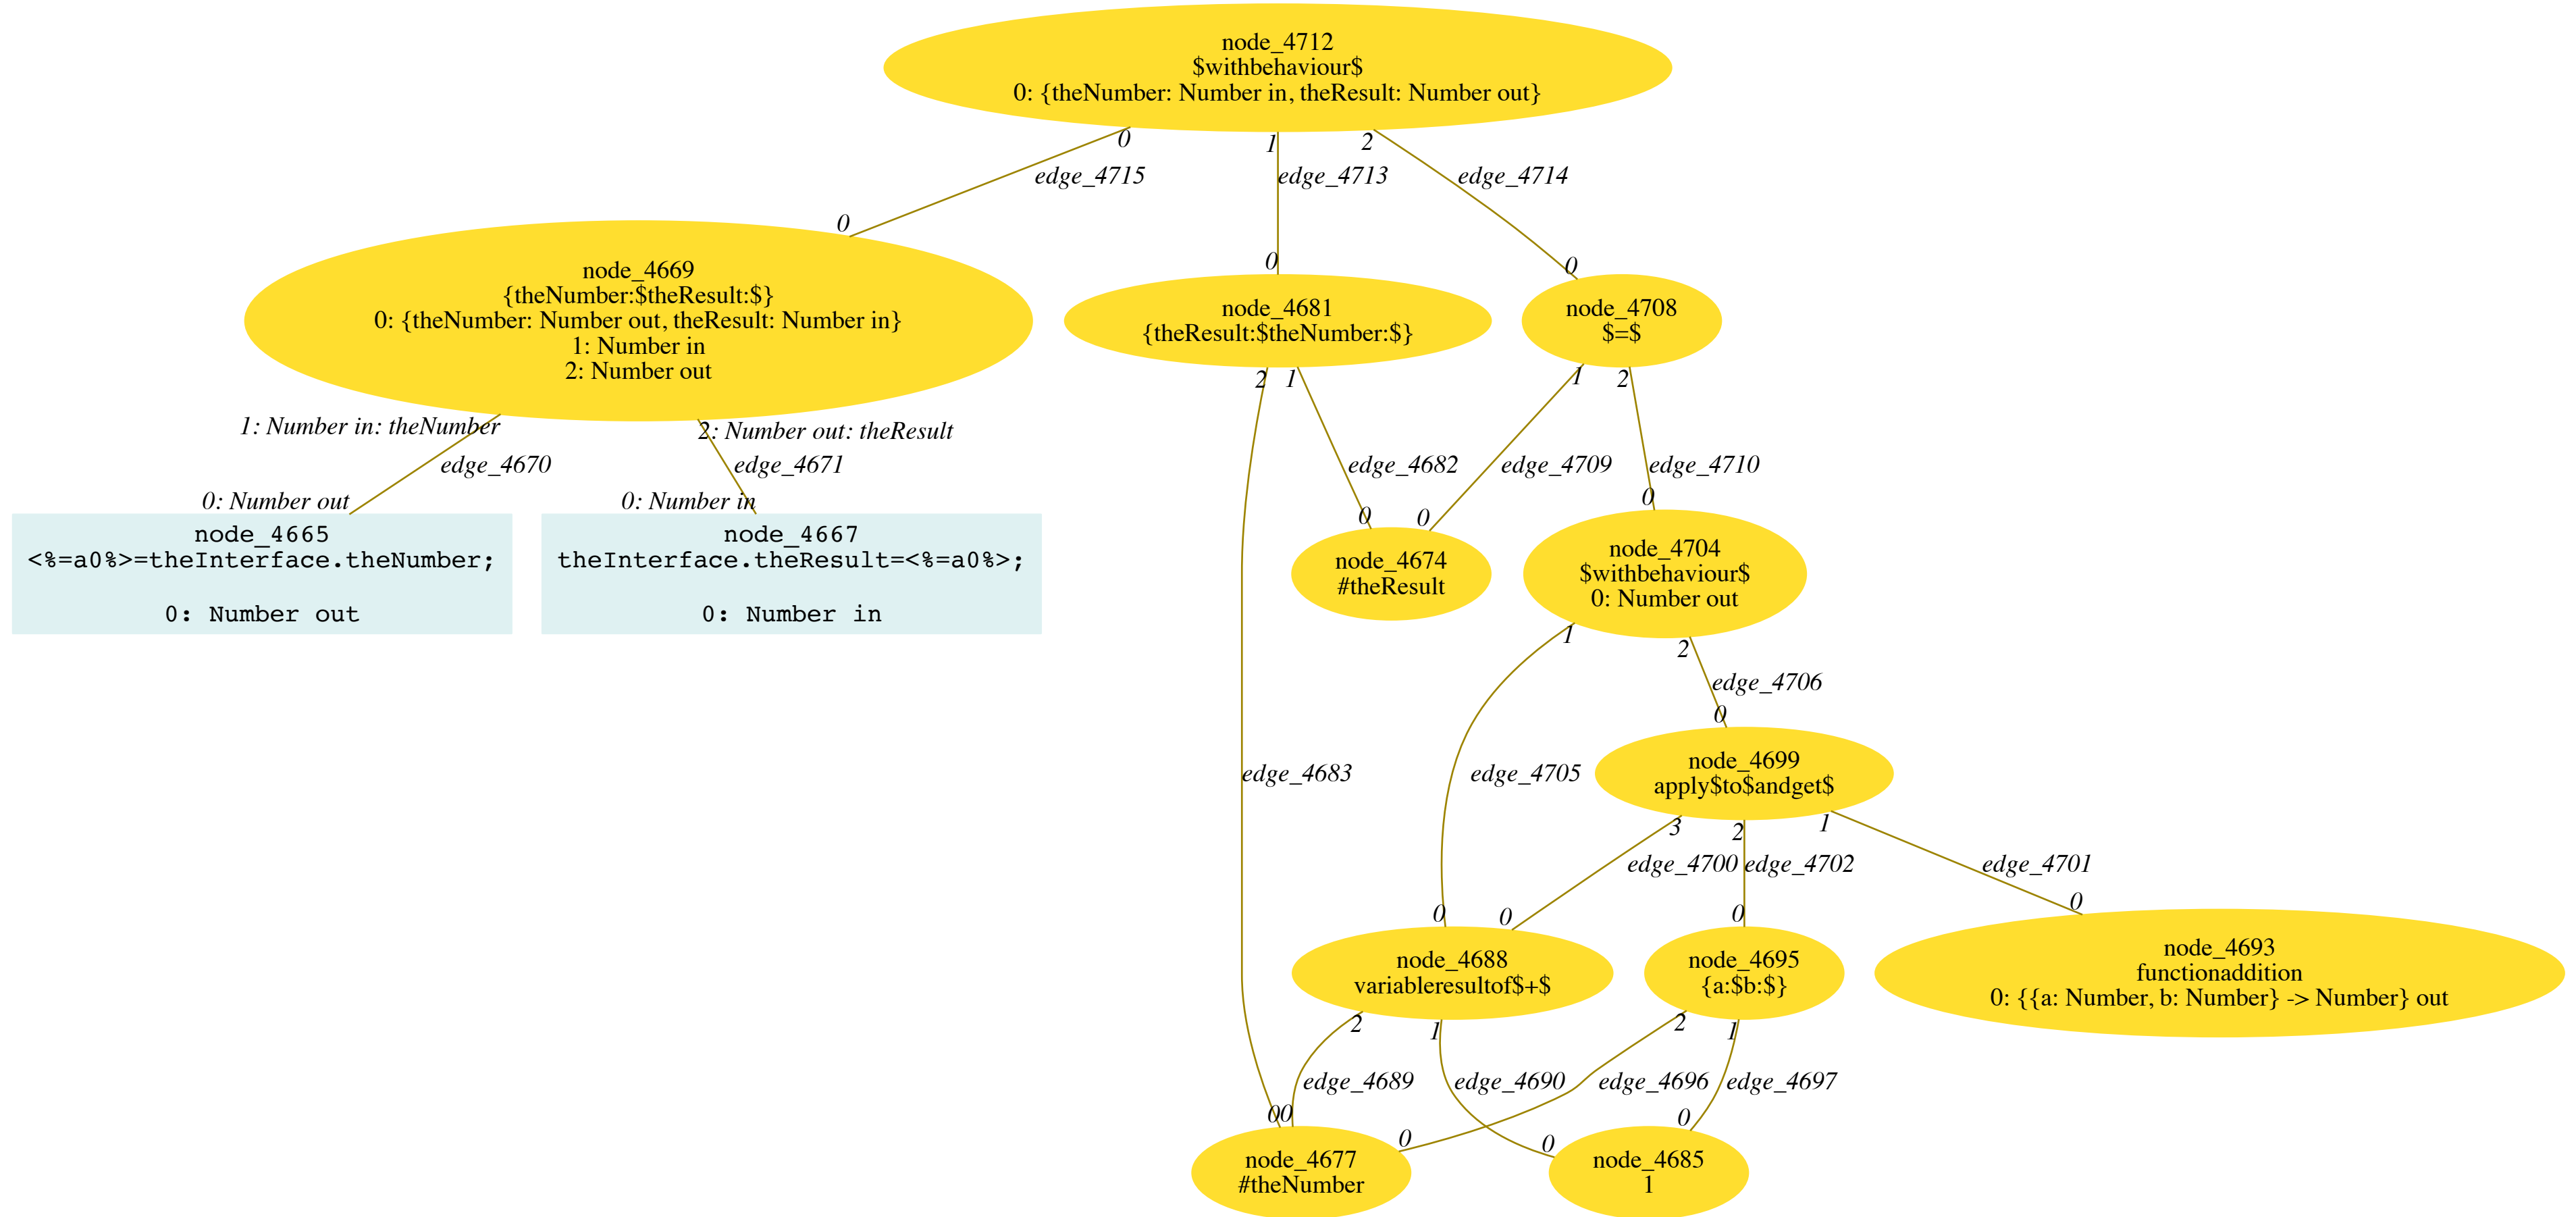 node_4712
$withbehaviour$
0: {theNumber: Number in, theResult: Number out}
0
1
2
edge_4715
edge_4713
edge_4714
0
0
0
node_4669
{theNumber:$theResult:$}
0: {theNumber: Number out, theResult: Number in}
1: Number in
2: Number out
node_4681
{theResult:$theNumber:$}
node_4708
$=$
1: Number in: theNumber
2: Number out: theResult
2
1
1
2
edge_4670
edge_4671
edge_4682
edge_4709
edge_4710
0: Number out
0: Number in
0
0
0
node_4665
<%=a0%>=theInterface.theNumber;
0: Number out
node_4667
theInterface.theResult=<%=a0%>;
0: Number in
node_4674
#theResult
node_4704
$withbehaviour$
0: Number out
1
2
edge_4706
0
edge_4683
edge_4705
node_4699
apply$to$andget$
3
2
1
edge_4700
edge_4702
edge_4701
0
0
0
0
node_4688
variableresultof$+$
node_4695
{a:$b:$}
node_4693
functionaddition
0: {{a: Number, b: Number} -> Number} out
2
1
2
1
edge_4689
edge_4690
edge_4696
edge_4697
0
0
0
0
0
node_4677
#theNumber
node_4685
1